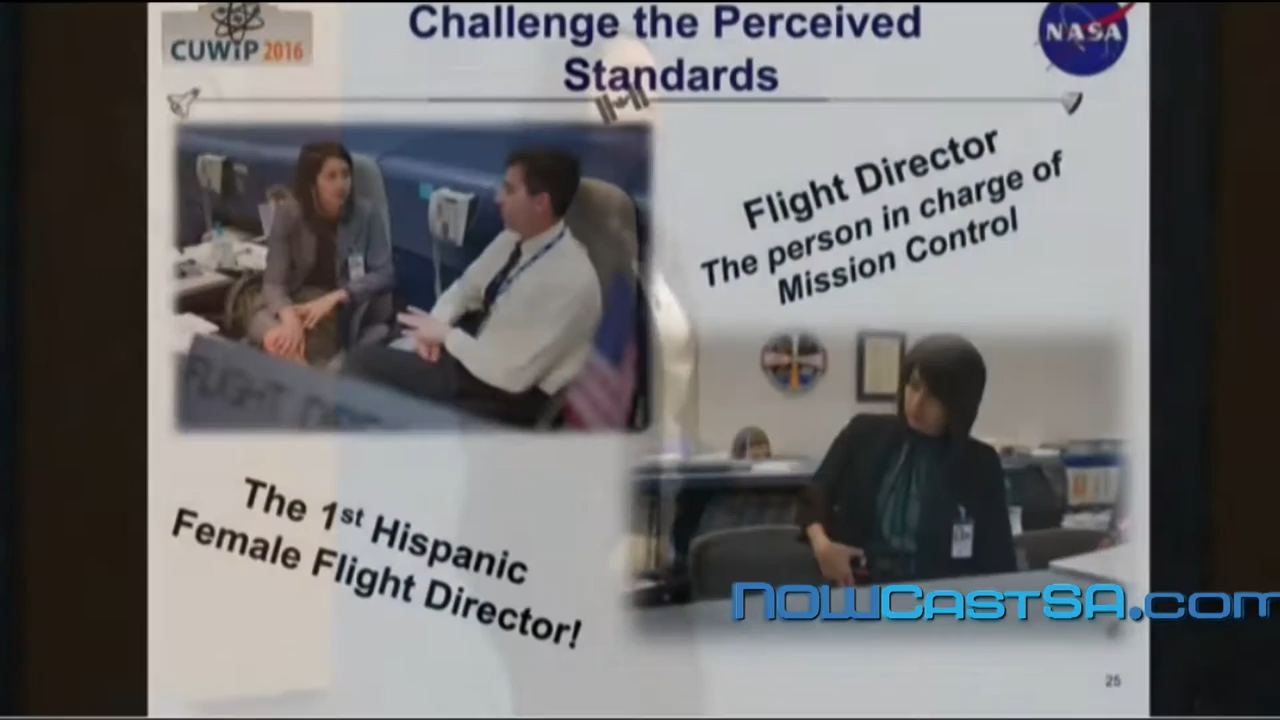 CUWiP 2016
Challenge the Perceived
Standards
NASA
Flight Director
The person in charge of
Mission Control
FLIGHT
The 1st Hispanic
Female Flight Director!
NOWCASTSA.com
25